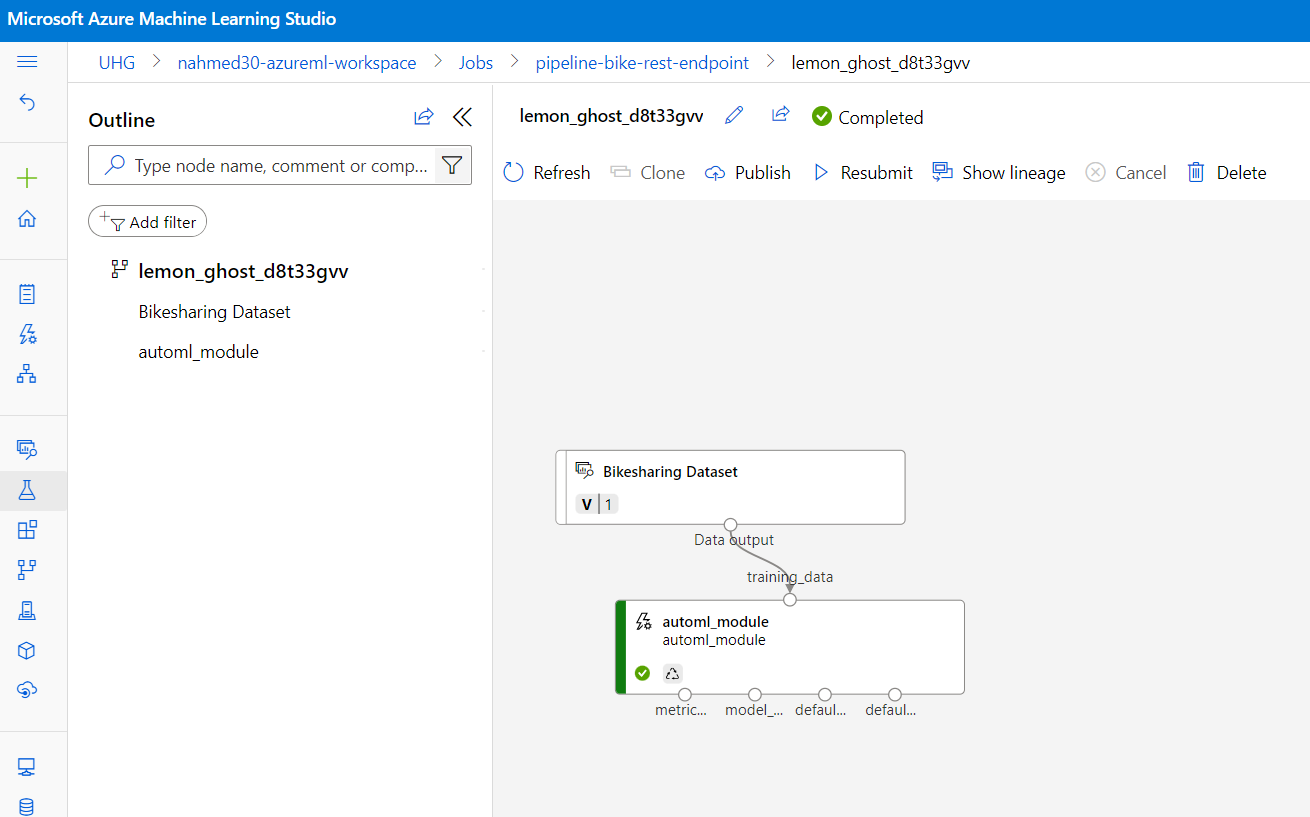 Microsoft Azure Machine Learning Studio
UHG > nahmed30-azureml-workspace > Jobs > pipeline-bike-rest-endpoint > lemon_ghost_d8t33gvv
Outline
Type node name, comment or comp...
Add filter
lemon_ghost_d8t33gvv
Bikesharing Dataset
automl_module
lemon_ghost_d8t33gvv
Completed
Refresh
Clone
Publish
Resubmit
Show lineage
Cancel
Delete
Bikesharing Dataset
V | 1
Data output
training_data
automl_module
automl_module
metric...
model_...
defaul...
defaul...